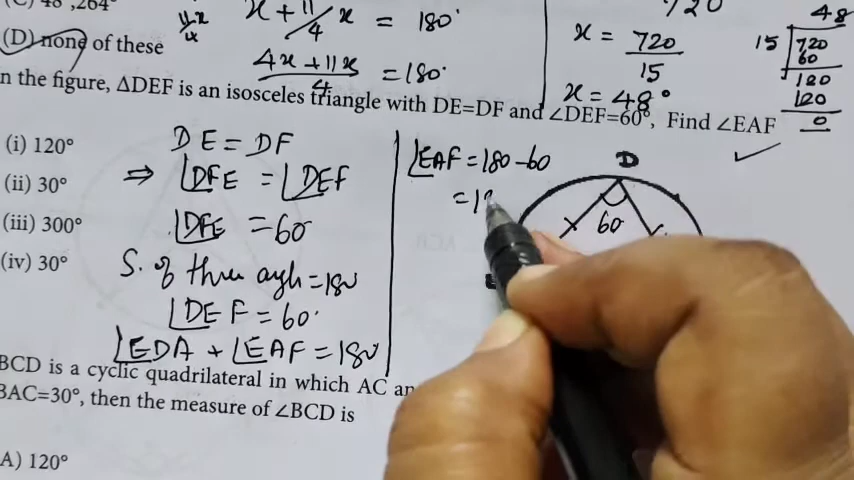 (C) 48°,264°
(D) none of these
x + 11/4 x = 180°
4x + 11x / 4 = 180°
720
x = 720 / 15
x = 48°
48
15 720
60
120
120
0
n the figure, ΔDEF is an isosceles triangle with DE=DF and ∠DEF=60°, Find ∠EAF
(i) 120°
(ii) 30°
(iii) 300°
(iv) 30°
DE = DF
⇒ ∠DFE = ∠DEF
∠DFE = 60
S. of three angh = 180
∠DEF = 60°
∠EDA + ∠EAF = 180
∠EAF = 180 - 60
= 12
D
60
BCD is a cyclic quadrilateral in which AC an
BAC=30°, then the measure of ∠BCD is
A) 120°